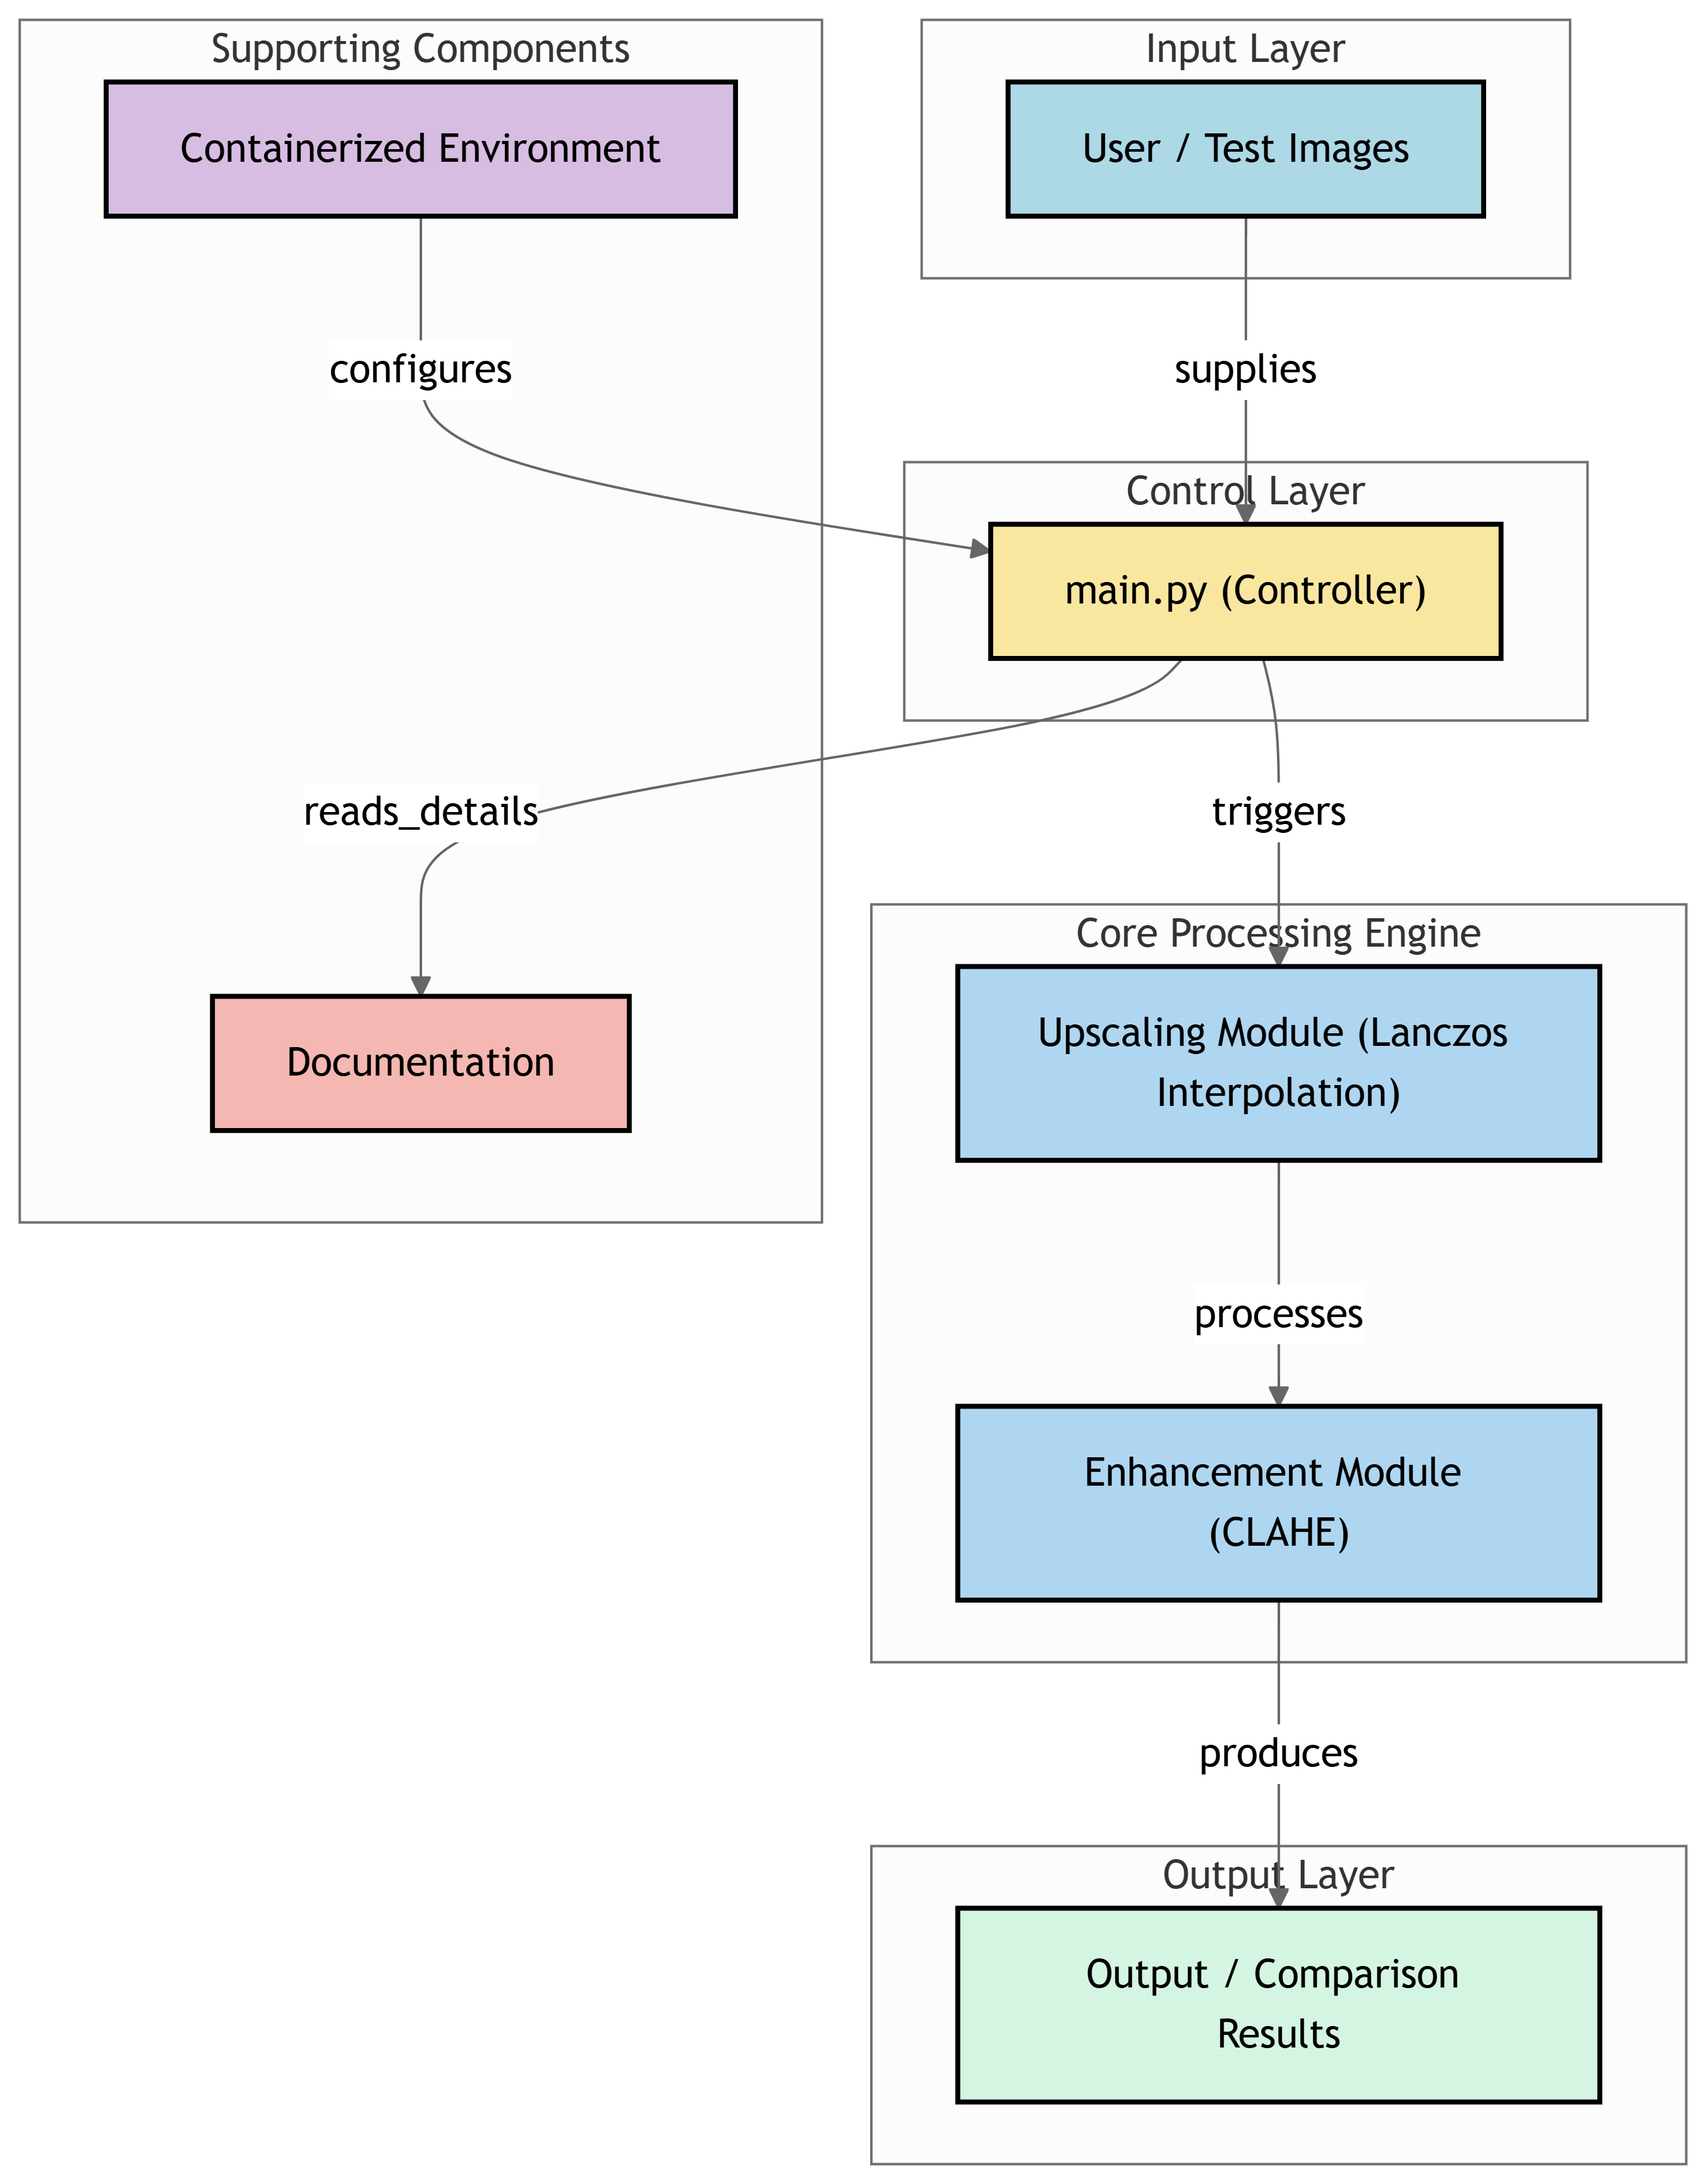 Supporting Components
Containerized Environment
Input Layer
User / Test Images
configures
supplies
Control Layer
main.py (Controller)
reads_details
triggers
Documentation
Core Processing Engine
Upscaling Module (Lanczos
Interpolation)
processes
Enhancement Module
(CLAHE)
produces
Output Layer
Output / Comparison
Results